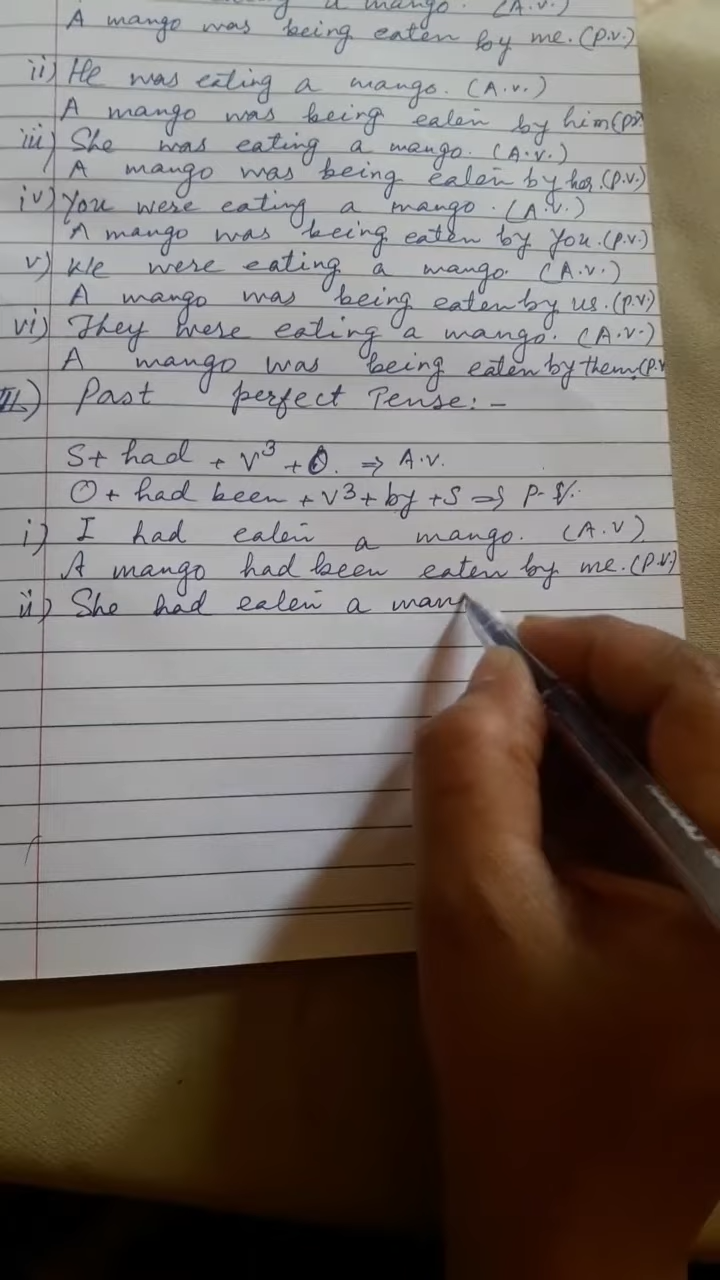 a mango. (A.V.)
A mango was being eaten by me. (P.V.)
ii) He was eating a mango. (A.V.)
A mango was being eaten by him (P.V.
iii) She was eating a mango. (A.V.)
A mango was being eaten by her. (P.V.)
iv) You were eating a mango. (A.V.)
A mango was being eaten by you. (P.V.)
v) We were eating a mango. (A.V.)
A mango was being eaten by us. (P.V.)
vi) They were eating a mango. (A.V.)
A mango was being eaten by them. (P.V
III.) Past perfect Tense:-
S + had + V³ + O. ⇒ A.V.
O + had been + V³ + by + S ⇒ P.V.
i) I had eaten a mango. (A.V)
A mango had been eaten by me. (P.V.)
ii) She had eaten a mang